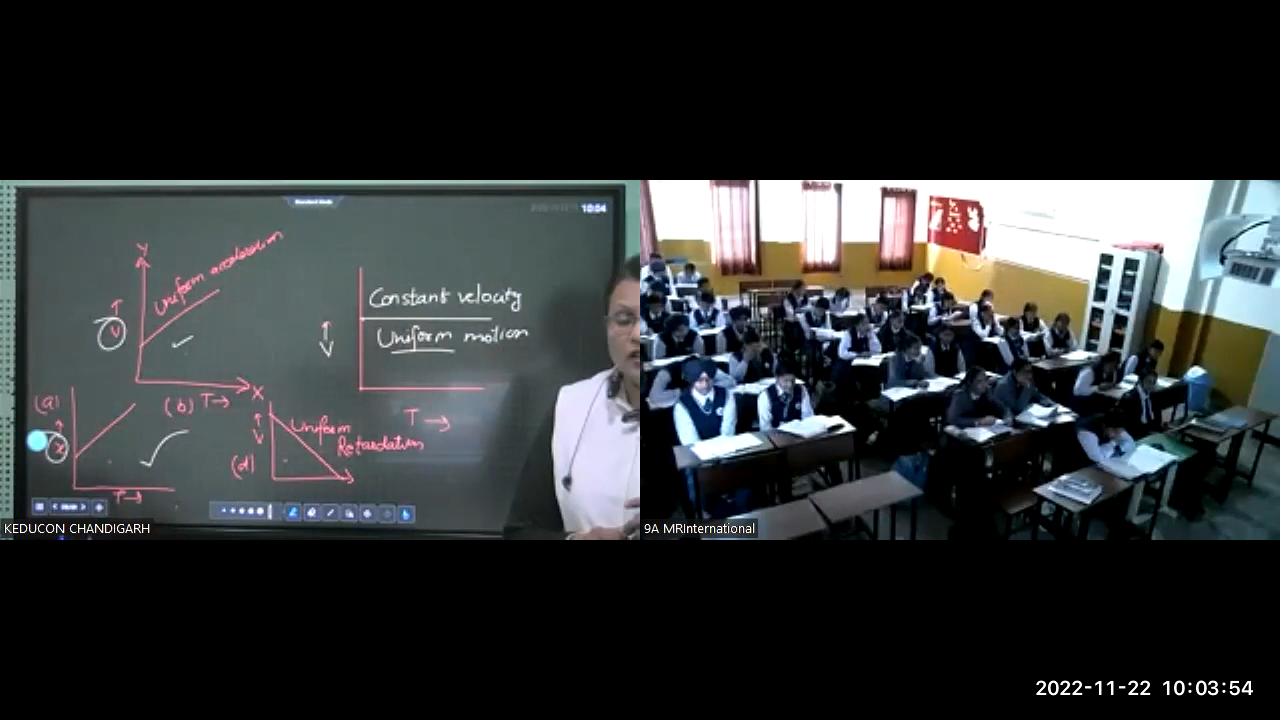 10:04
Y
Uniform acceleration
↑
V
X
(b) T→
Constant velocity
Uniform motion
↑
V
T →
(a)
↑
X
T→
↑
V
Uniform
Retardation
(d)
KEDUCON CHANDIGARH
9A MRInternational
2022-11-22 10:03:54